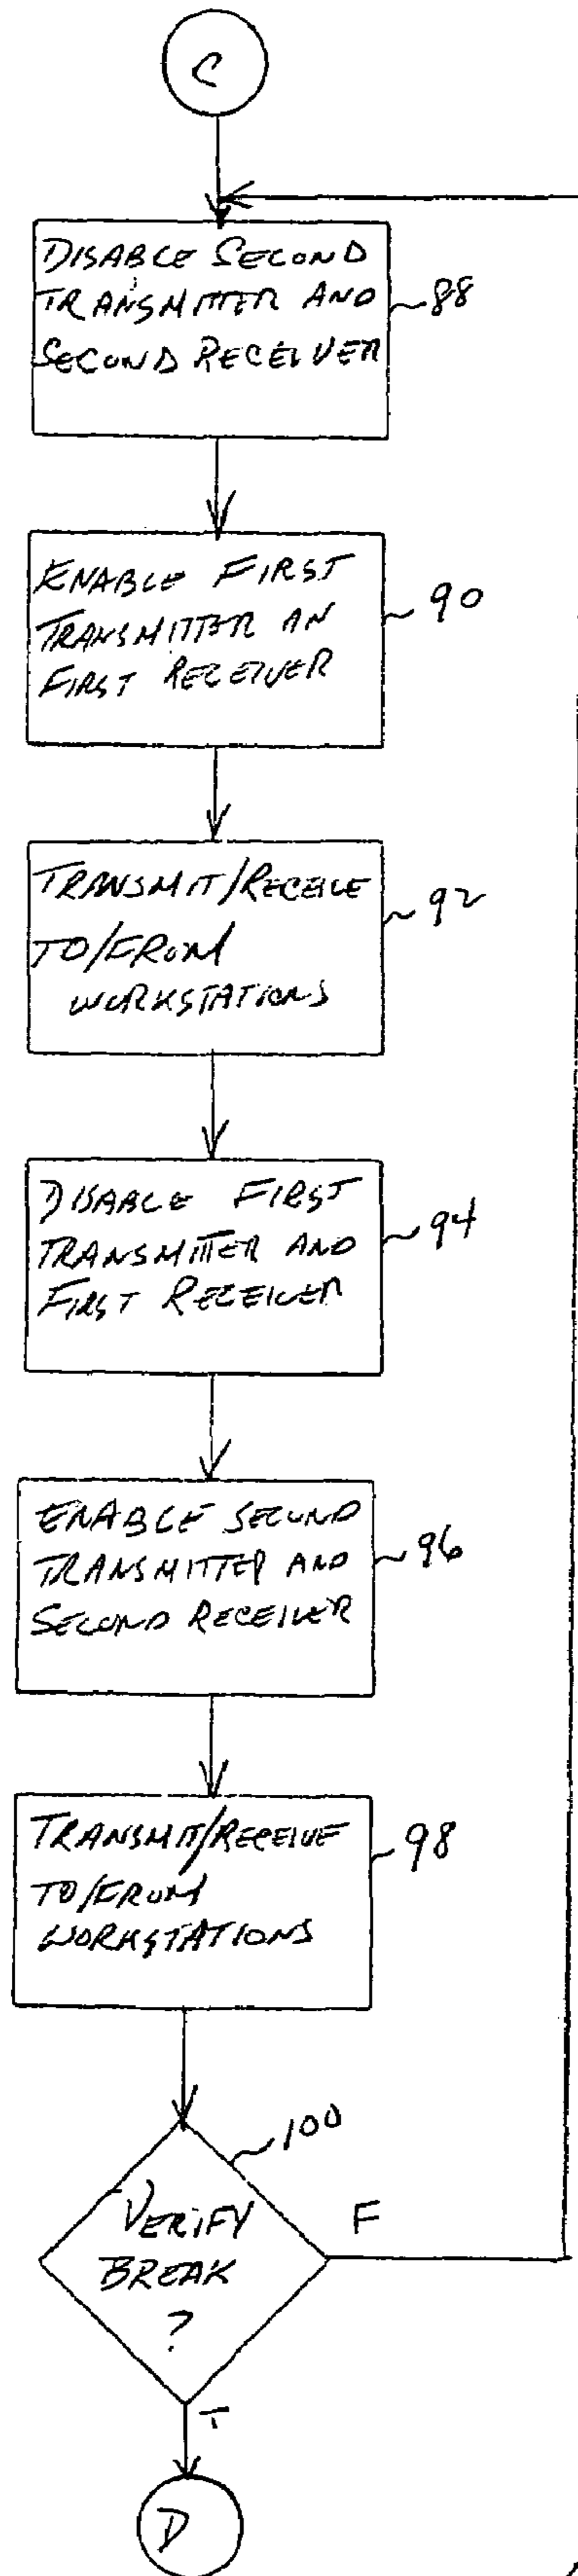 C
DISABLE SECOND
TRANSMITTER AND
SECOND RECEIVER
88
ENABLE FIRST
TRANSMITTER AN
FIRST RECEIVER
90
TRANSMIT/RECEIVE
TO/FROM
WORKSTATIONS
92
DISABLE FIRST
TRANSMITTER AND
FIRST RECEIVER
94
ENABLE SECOND
TRANSMITTER AND
SECOND RECEIVER
96
TRANSMIT/RECEIVE
TO/FROM
WORKSTATIONS
98
100
VERIFY
BREAK
?
F
T
D